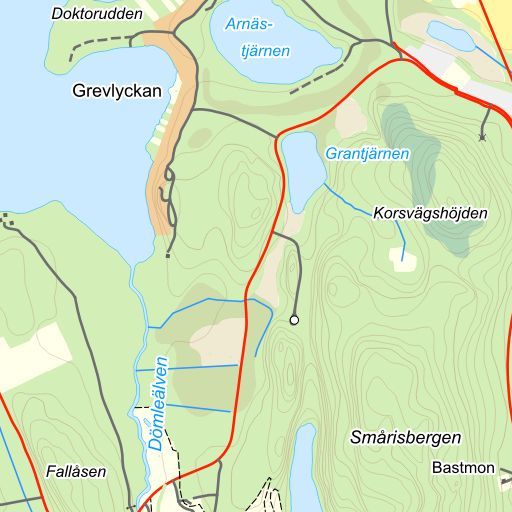 Doktorudden
Arnäs-
tjärnen
Grevlyckan
Grantjärnen
Korsvägshöjden
Dömleälven
Smårisbergen
Fallåsen
Bastmon